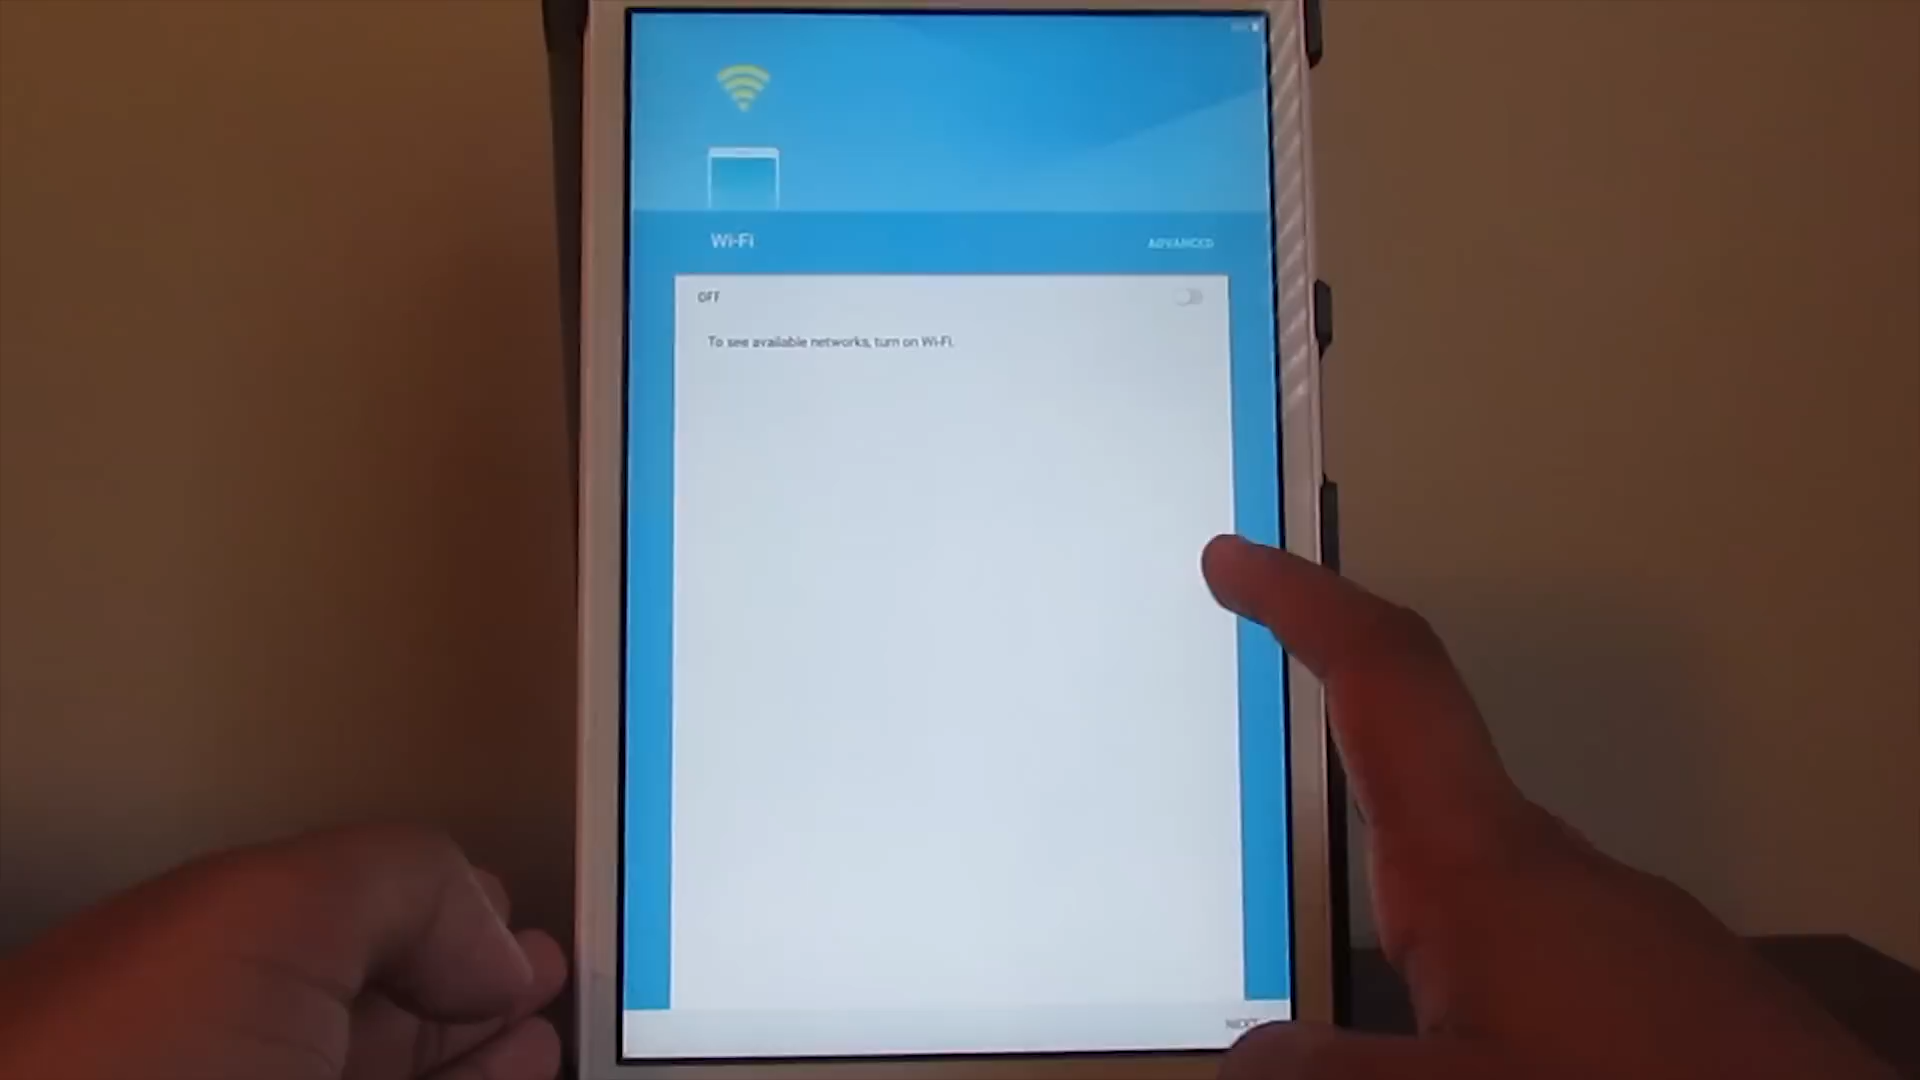 Wi-Fi
ADVANCED
OFF
To see available networks, turn on Wi-Fi.
NEXT